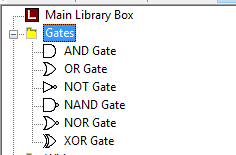 L Main Library Box
Gates
AND Gate
OR Gate
NOT Gate
NAND Gate
NOR Gate
XOR Gate